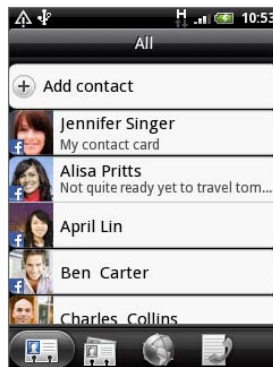 H 10:53
All
Add contact
Jennifer Singer
My contact card
Alisa Pritts
Not quite ready yet to travel tom...
April Lin
Ben Carter
Charles Collins